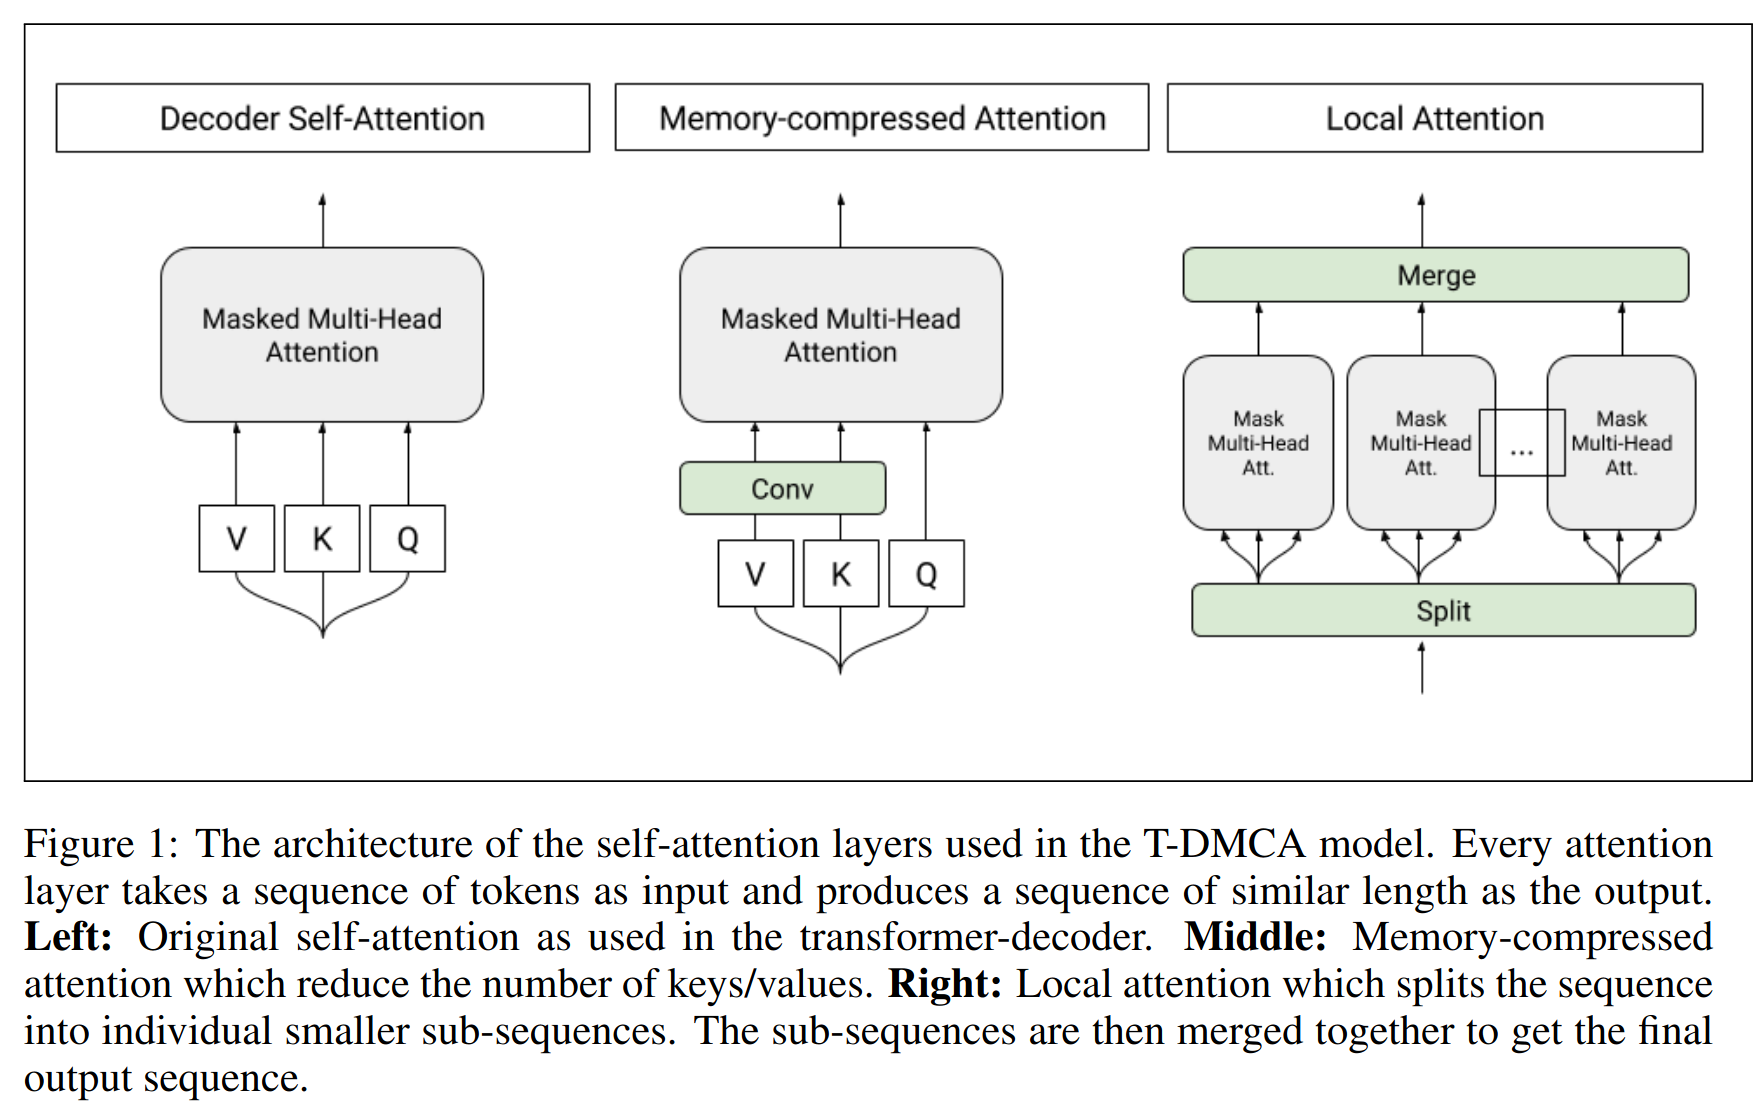 Decoder Self-Attention
Memory-compressed Attention
Local Attention
Masked Multi-Head
Attention
V
K
Q
Masked Multi-Head
Attention
Conv
V
K
Q
Merge
Mask
Multi-Head
Att.
Mask
Multi-Head
Att.
...
Mask
Multi-Head
Att.
Split
Figure 1: The architecture of the self-attention layers used in the T-DMCA model. Every attention
layer takes a sequence of tokens as input and produces a sequence of similar length as the output.
Left: Original self-attention as used in the transformer-decoder. Middle: Memory-compressed
attention which reduce the number of keys/values. Right: Local attention which splits the sequence
into individual smaller sub-sequences. The sub-sequences are then merged together to get the final
output sequence.